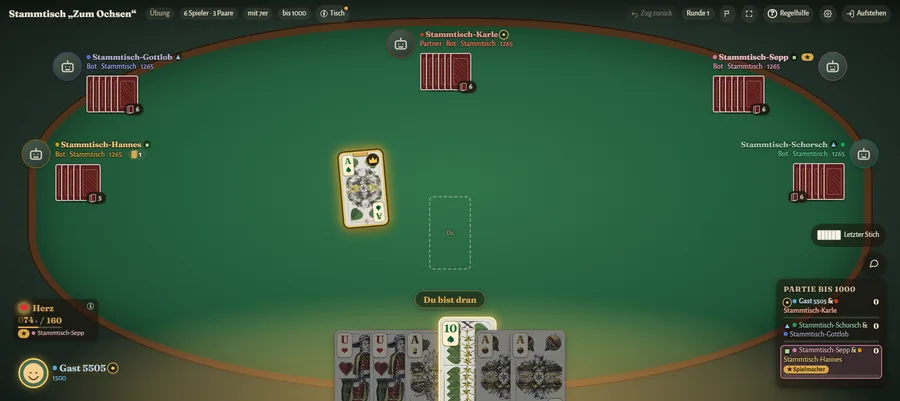 Stammtisch „Zum Ochsen“ Übung 6 Spieler · 3 Paare mit 7er bis 1000 Tisch Zug zurück Runde 1 Regelhilfe Aufstehen
Stammtisch-Karle
Partner · Bot · Stammtisch · 1265
6
Stammtisch-Gottlob
Bot · Stammtisch · 1265
6
Stammtisch-Sepp
Bot · Stammtisch · 1265
6
Stammtisch-Hannes
Bot · Stammtisch · 1265 1
5
Stammtisch-Schorsch
Bot · Stammtisch · 1265
6
A
A
Du
Letzter Stich
Du bist dran
PARTIE BIS 1000
Gast 5505 & Stammtisch-Karle 0
Stammtisch-Schorsch & Stammtisch-Gottlob 0
Stammtisch-Sepp & Stammtisch-Hannes 0
Spielmacher
Herz
74 / 160
Stammtisch-Sepp
Gast 5505
1500
U U A 10 A A